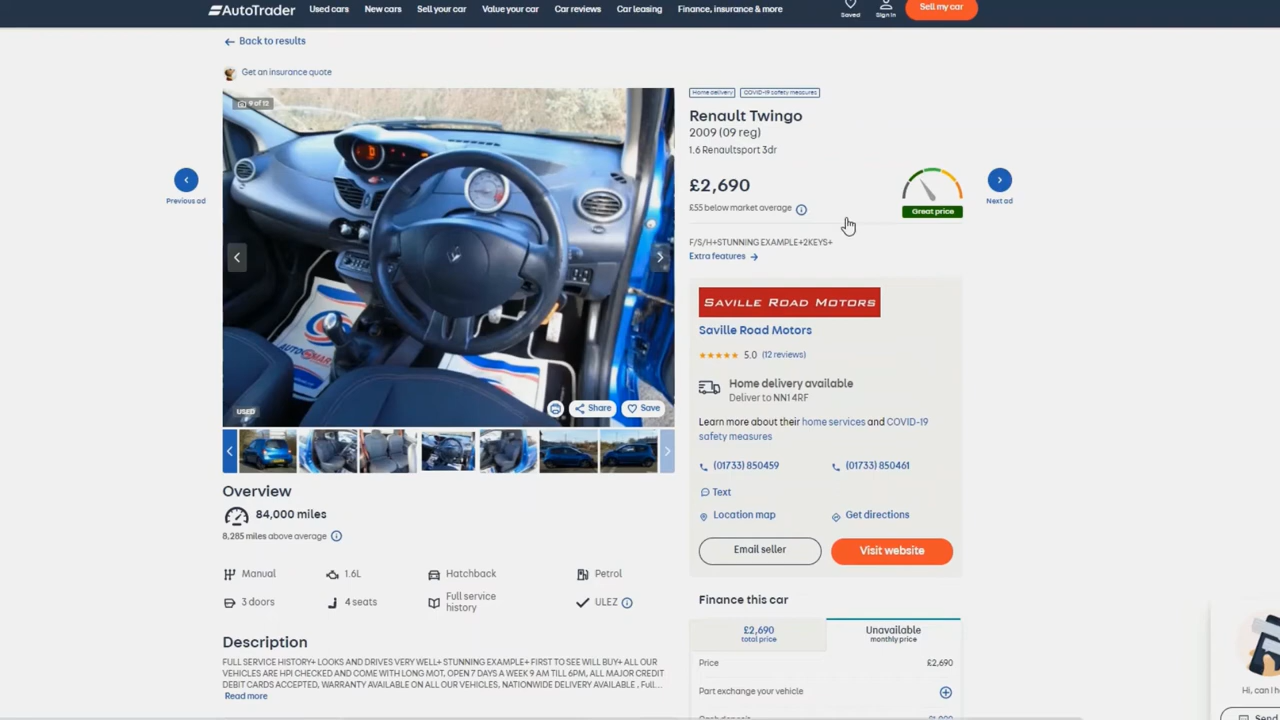 AutoTrader
Used cars
New cars
Sell your car
Value your car
Car reviews
Car leasing
Finance, insurance & more
Saved
Sign in
Sell my car
Back to results
Get an insurance quote
9 of 12
Previous ad
USED
Share
Save
Home delivery
COVID-19 safety measures
Renault Twingo
2009 (09 reg)
1.6 Renaultsport 3dr
£2,690
£55 below market average
Great price
Next ad
F/S/H+STUNNING EXAMPLE+2KEYS+
Extra features
SAVILLE ROAD MOTORS
Saville Road Motors
5.0 (12 reviews)
Home delivery available
Deliver to NN1 4RF
Learn more about their home services and COVID-19
safety measures
(01733) 850459
(01733) 850461
Text
Location map
Get directions
Email seller
Visit website
Overview
84,000 miles
8,285 miles above average
Manual
1.6L
Hatchback
Petrol
3 doors
4 seats
Full service
history
ULEZ
Description
FULL SERVICE HISTORY+ LOOKS AND DRIVES VERY WELL+ STUNNING EXAMPLE+ FIRST TO SEE WILL BUY+ ALL OUR
VEHICLES ARE HPI CHECKED AND COME WITH LONG MOT, OPEN 7 DAYS A WEEK 9 AM TILL 6PM, ALL MAJOR CREDIT
DEBIT CARDS ACCEPTED, WARRANTY AVAILABLE ON ALL OUR VEHICLES, NATIONWIDE DELIVERY AVAILABLE , Full...
Read more
Finance this car
£2,690
total price
Unavailable
monthly price
Price
£2,690
Part exchange your vehicle
Hi, can I h
Send